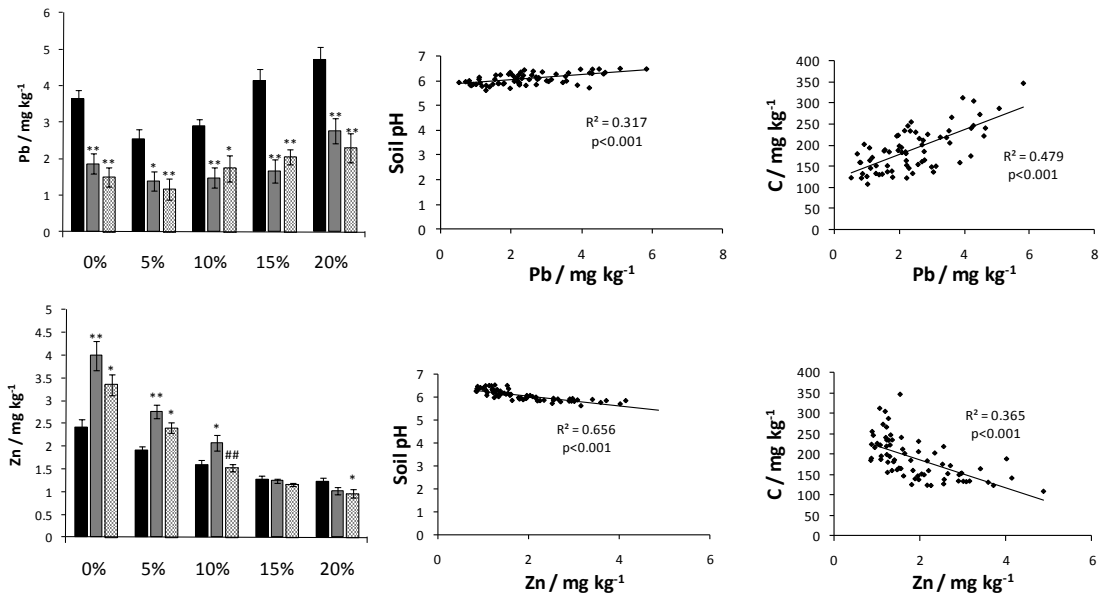 Pb / mg kg⁻¹
6
5
4
3
2
1
0
** ** * ** ** * ** ** ** **
0% 5% 10% 15% 20%
Soil pH
7
6
5
4
3
2
1
0
R² = 0.317
p<0.001
0 2 4 6 8
Pb / mg kg⁻¹
C / mg kg⁻¹
400
350
300
250
200
150
100
50
0
R² = 0.479
p<0.001
0 2 4 6 8
Pb / mg kg⁻¹
Zn / mg kg⁻¹
5
4.5
4
3.5
3
2.5
2
1.5
1
0.5
0
** * ** * * ## *
0% 5% 10% 15% 20%
Soil pH
7
6
5
4
3
2
1
0
R² = 0.656
p<0.001
0 2 4 6
Zn / mg kg⁻¹
C / mg kg⁻¹
400
350
300
250
200
150
100
50
0
R² = 0.365
p<0.001
0 2 4 6
Zn / mg kg⁻¹